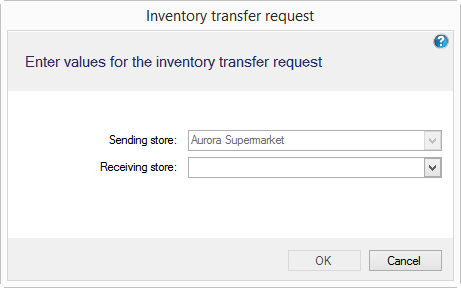 Inventory transfer request
?
Enter values for the inventory transfer request
Sending store: Aurora Supermarket
Receiving store:
OK Cancel